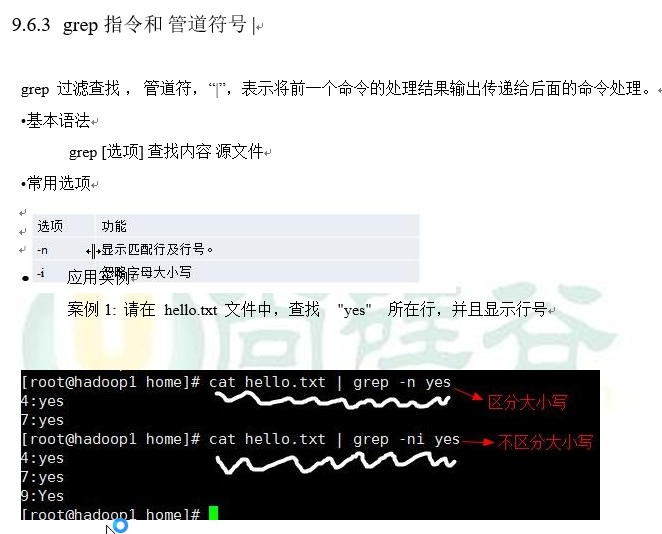 9.6.3 grep 指令和 管道符号 |
grep 过滤查找 ， 管道符，“|”，表示将前一个命令的处理结果输出传递给后面的命令处理。
•基本语法
grep [选项] 查找内容 源文件
•常用选项
选项 功能
-n 显示匹配行及行号。
-i 忽略字母大小写
• 应用实例
案例 1: 请在 hello.txt 文件中，查找 "yes" 所在行，并且显示行号
[root@hadoop1 home]# cat hello.txt | grep -n yes
区分大小写
4:yes
7:yes
[root@hadoop1 home]# cat hello.txt | grep -ni yes
不区分大小写
4:yes
7:yes
9:Yes
[root@hadoop1 home]#
尚硅谷